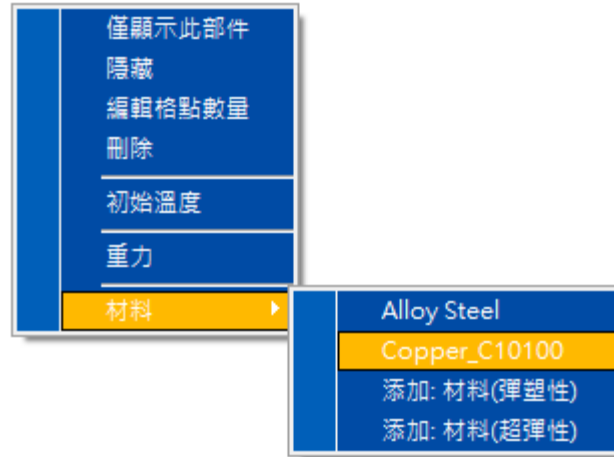 僅顯示此部件
隱藏
編輯格點數量
刪除
初始溫度
重力
材料
Alloy Steel
Copper_C10100
添加: 材料(彈塑性)
添加: 材料(超彈性)